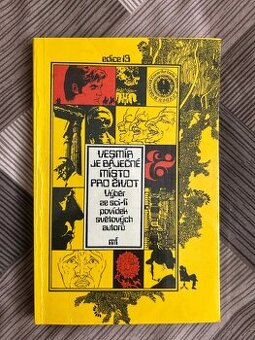 edice 13
VESMÍR
JE BÁJEČNÉ
MÍSTO
PRO ŽIVOT
Výběr
ze sci-fi
povídek
světových
autorů
mf
&